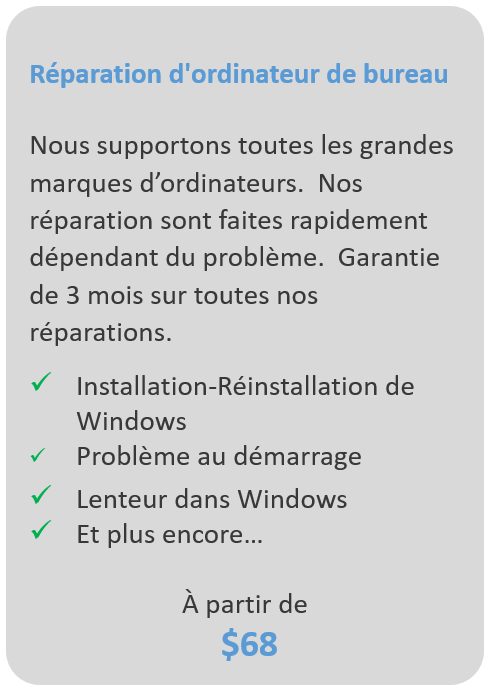 Réparation d'ordinateur de bureau
Nous supportons toutes les grandes
marques d’ordinateurs.  Nos
réparation sont faites rapidement
dépendant du problème.  Garantie
de 3 mois sur toutes nos
réparations.
✓ Installation-Réinstallation de
Windows
✓ Problème au démarrage
✓ Lenteur dans Windows
✓ Et plus encore…
À partir de
$68